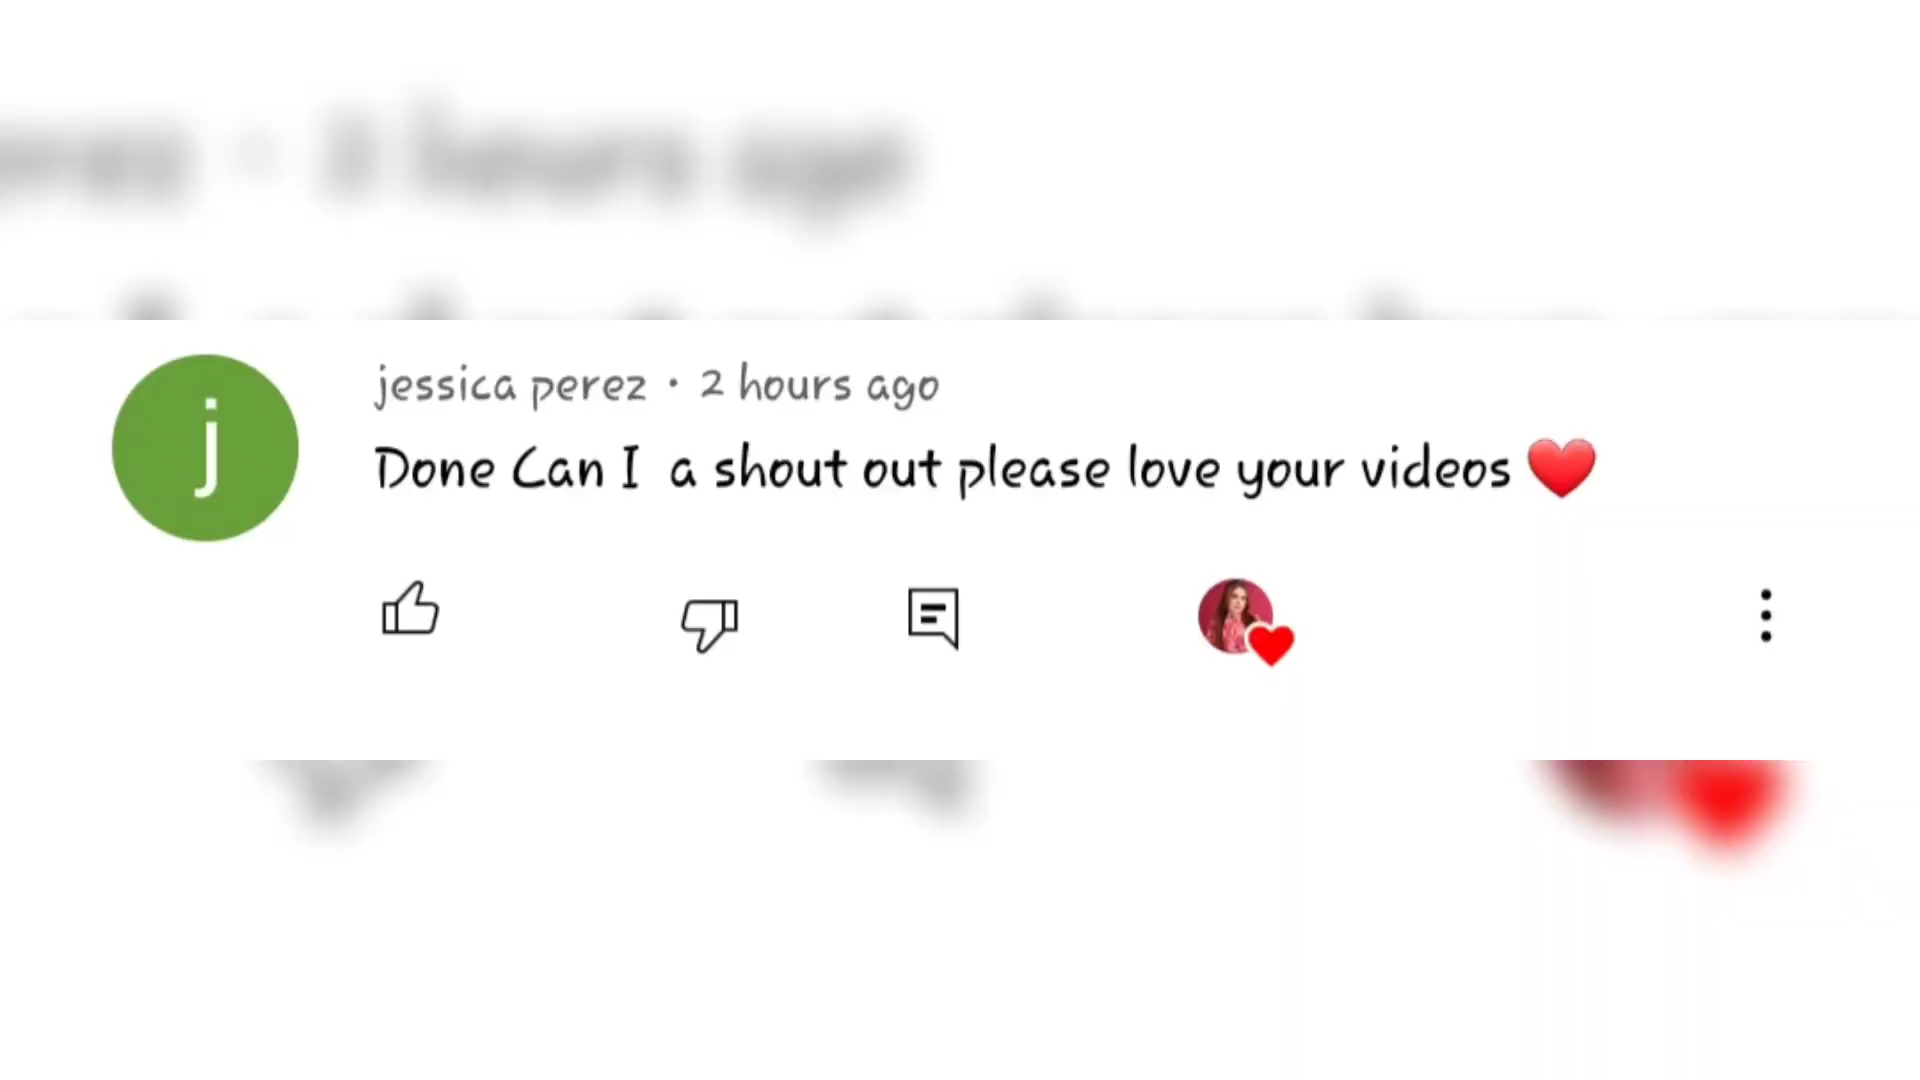 jessica perez • 2 hours ago
j
Done Can I  a shout out please love your videos ❤️